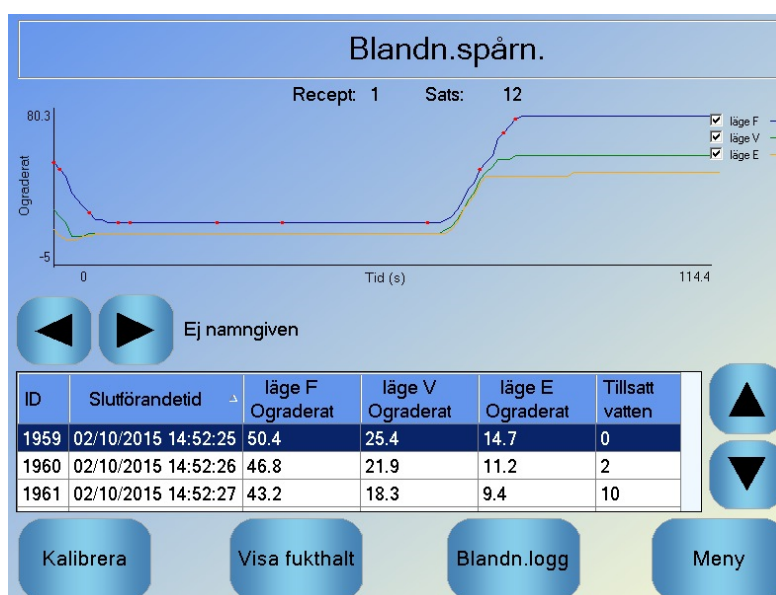 Blandn.spårn.
Recept: 1 Sats: 12
80.3
läge F
läge V
läge E
Ograderat
-5
0 Tid (s) 114.4
Ej namngiven
ID Slutförandetid läge F Ograderat läge V Ograderat läge E Ograderat Tillsatt vatten
1959 02/10/2015 14:52:25 50.4 25.4 14.7 0
1960 02/10/2015 14:52:26 46.8 21.9 11.2 2
1961 02/10/2015 14:52:27 43.2 18.3 9.4 10
Kalibrera Visa fukthalt Blandn.logg Meny